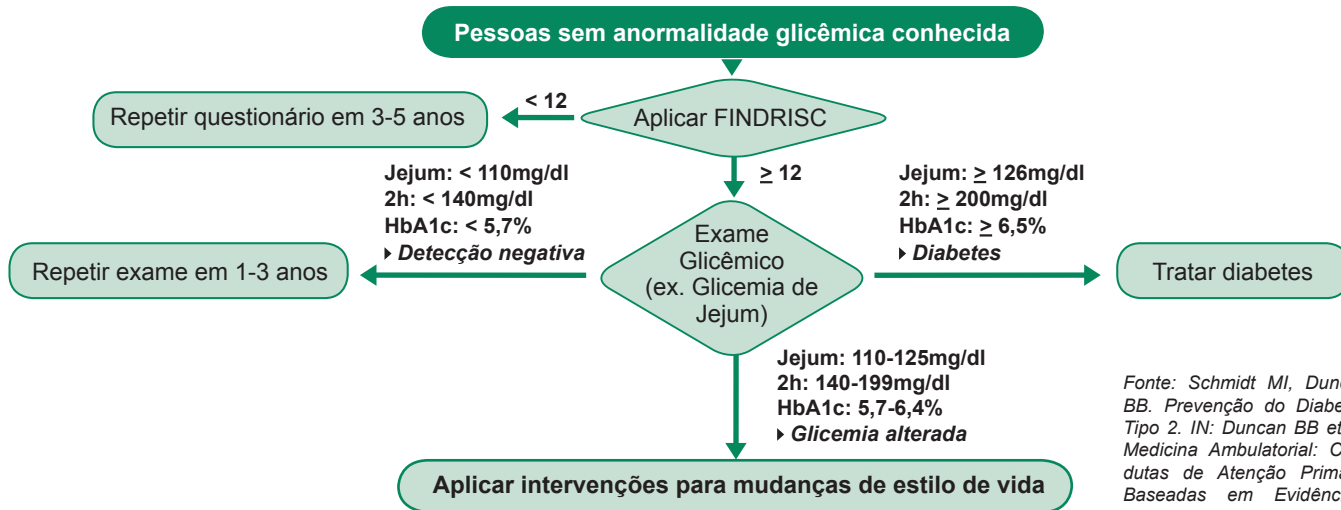 Pessoas sem anormalidade glicêmica conhecida
Aplicar FINDRISC
< 12
Repetir questionário em 3-5 anos
≥ 12
Jejum: < 110mg/dl
2h: < 140mg/dl
HbA1c: < 5,7%
▸ Detecção negativa
Repetir exame em 1-3 anos
Exame
Glicêmico
(ex. Glicemia de
Jejum)
Jejum: ≥ 126mg/dl
2h: ≥ 200mg/dl
HbA1c: ≥ 6,5%
▸ Diabetes
Tratar diabetes
Jejum: 110-125mg/dl
2h: 140-199mg/dl
HbA1c: 5,7-6,4%
▸ Glicemia alterada
Aplicar intervenções para mudanças de estilo de vida
Fonte: Schmidt MI,
BB. Prevenção do
Tipo 2. IN: Duncan BB et
Medicina Ambulatorial:
dutas de Atenção
Baseadas em